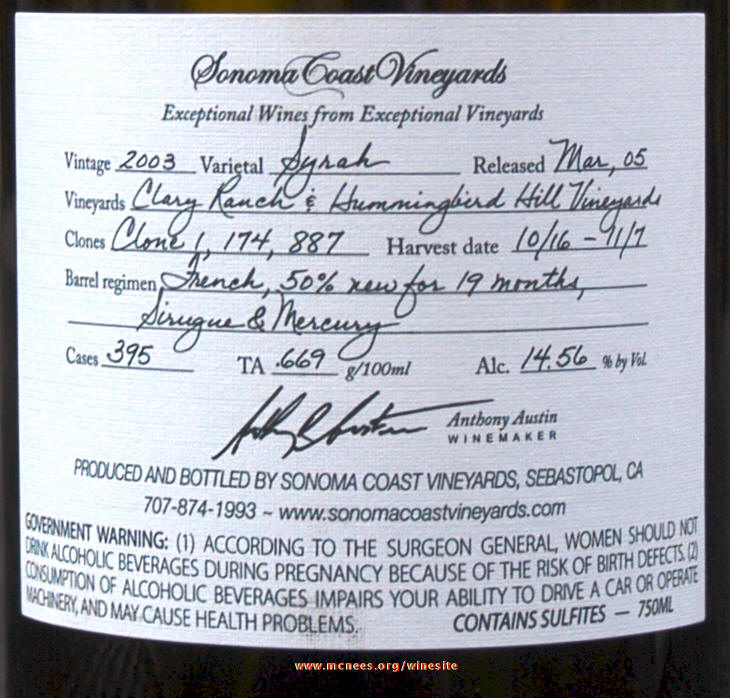 Sonoma Coast Vineyards
Exceptional Wines from Exceptional Vineyards
Vintage 2003 Varietal Syrah Released Mar, 05
Vineyards Clary Ranch & Hummingbird Hill Vineyards
Clones Clone 1, 174, 887 Harvest date 10/16 - 11/7
Barrel regimen French, 50% new for 19 months,
Sirugue & Mercury
Cases 395 TA .669 g/100ml Alc. 14.56 % by Vol.
Anthony Austin
WINEMAKER
PRODUCED AND BOTTLED BY SONOMA COAST VINEYARDS, SEBASTOPOL, CA
707-874-1993 ~ www.sonomacoastvineyards.com
GOVERNMENT WARNING: (1) ACCORDING TO THE SURGEON GENERAL, WOMEN SHOULD NOT
DRINK ALCOHOLIC BEVERAGES DURING PREGNANCY BECAUSE OF THE RISK OF BIRTH DEFECTS. (2)
CONSUMPTION OF ALCOHOLIC BEVERAGES IMPAIRS YOUR ABILITY TO DRIVE A CAR OR OPERATE
MACHINERY, AND MAY CAUSE HEALTH PROBLEMS. CONTAINS SULFITES — 750ML
www.mcnees.org/winesite